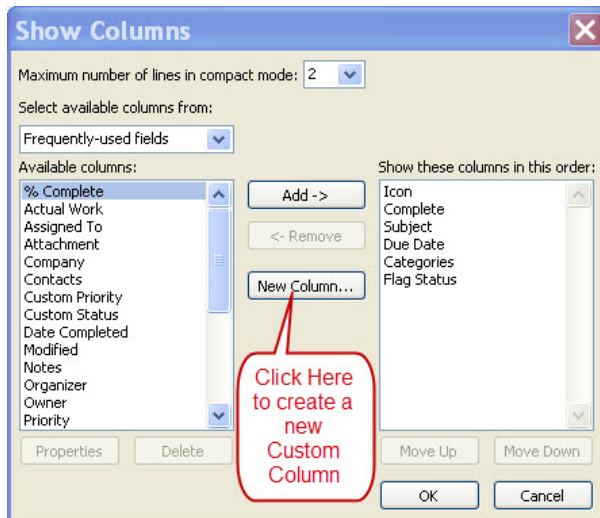 Show Columns
Maximum number of lines in compact mode: 2
Select available columns from:
Frequently-used fields
Available columns:
% Complete
Actual Work
Assigned To
Attachment
Company
Contacts
Custom Priority
Custom Status
Date Completed
Modified
Notes
Organizer
Owner
Priority
Properties
Delete
Add ->
<- Remove
New Column...
Click Here
to create a
new
Custom
Column
Show these columns in this order:
Icon
Complete
Subject
Due Date
Categories
Flag Status
Move Up
Move Down
OK
Cancel